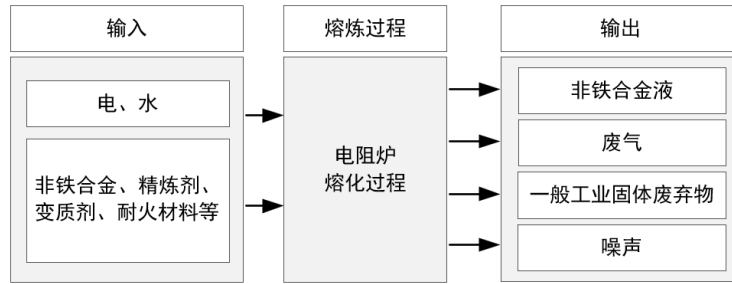 输入
熔炼过程
输出
电、水
非铁合金、精炼剂、
变质剂、耐火材料等
电阻炉
熔化过程
非铁合金液
废气
一般工业固体废弃物
噪声